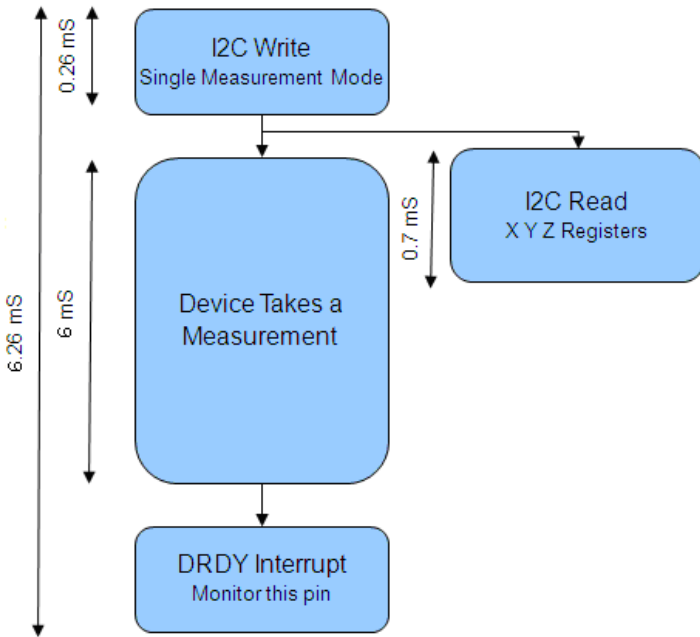 I2C Write
Single Measurement Mode
0.26 mS
6.26 mS
6 mS
Device Takes a
Measurement
0.7 mS
I2C Read
X Y Z Registers
DRDY Interrupt
Monitor this pin